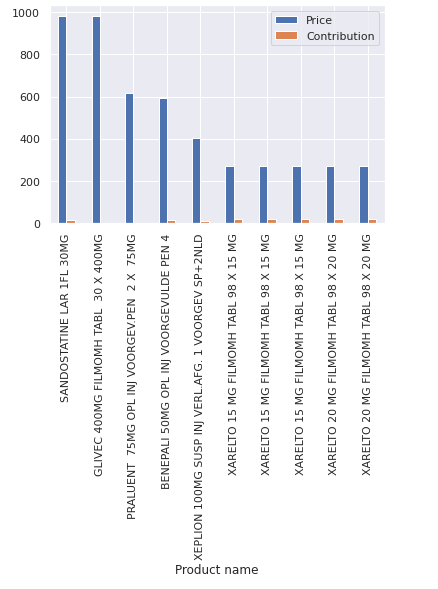 1000
800
600
400
200
0
Price
Contribution
SANDOSTATINE LAR 1FL 30MG
GLIVEC 400MG FILMOMH TABL  30 X 400MG
PRALUENT  75MG OPL INJ VOORGEV.PEN  2 X  75MG
BENEPALI 50MG OPL INJ VOORGEVULDE PEN 4
XEPLION 100MG SUSP INJ VERL.AFG. 1 VOORGEV SP+2NLD
XARELTO 15 MG FILMOMH TABL 98 X 15 MG
XARELTO 15 MG FILMOMH TABL 98 X 15 MG
XARELTO 15 MG FILMOMH TABL 98 X 15 MG
XARELTO 20 MG FILMOMH TABL 98 X 20 MG
XARELTO 20 MG FILMOMH TABL 98 X 20 MG
Product name